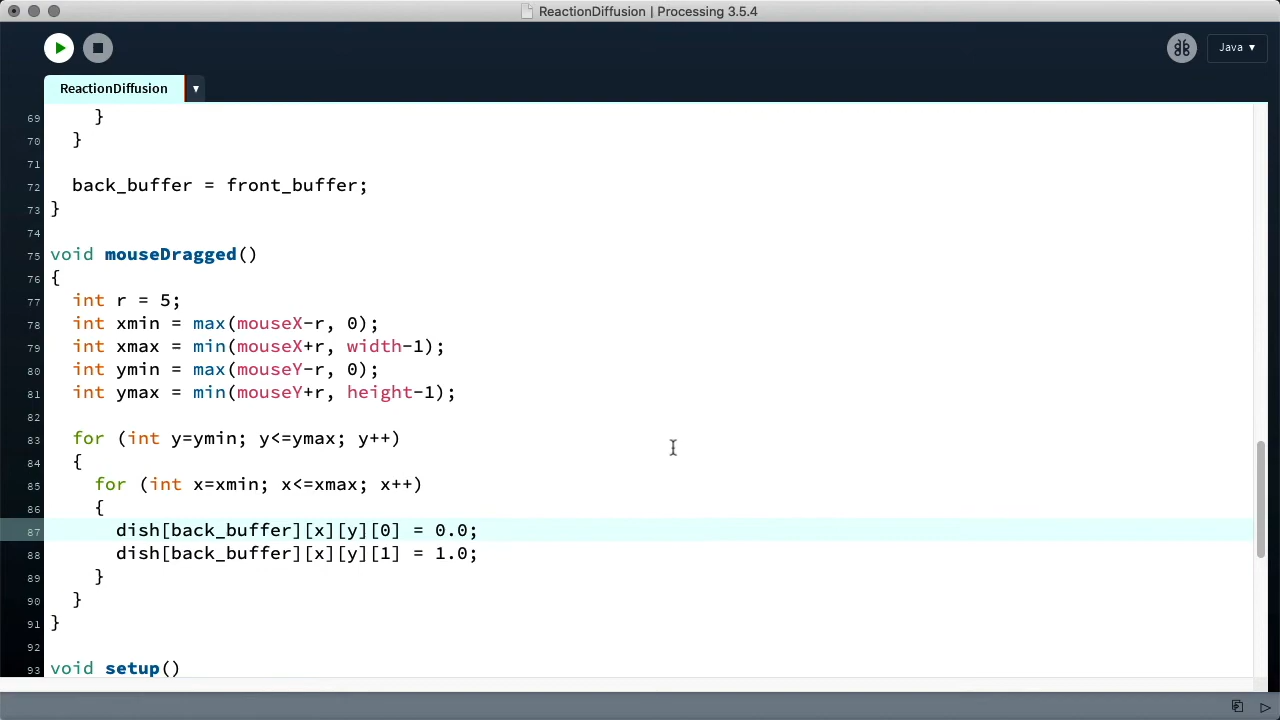 ReactionDiffusion | Processing 3.5.4
Java ▼
ReactionDiffusion ▼
69 }
70 }
71
72 back_buffer = front_buffer;
73 }
74
75 void mouseDragged()
76 {
77 int r = 5;
78 int xmin = max(mouseX-r, 0);
79 int xmax = min(mouseX+r, width-1);
80 int ymin = max(mouseY-r, 0);
81 int ymax = min(mouseY+r, height-1);
82
83 for (int y=ymin; y<=ymax; y++)
84 {
85 for (int x=xmin; x<=xmax; x++)
86 {
87 dish[back_buffer][x][y][0] = 0.0;
88 dish[back_buffer][x][y][1] = 1.0;
89 }
90 }
91 }
92
93 void setup()